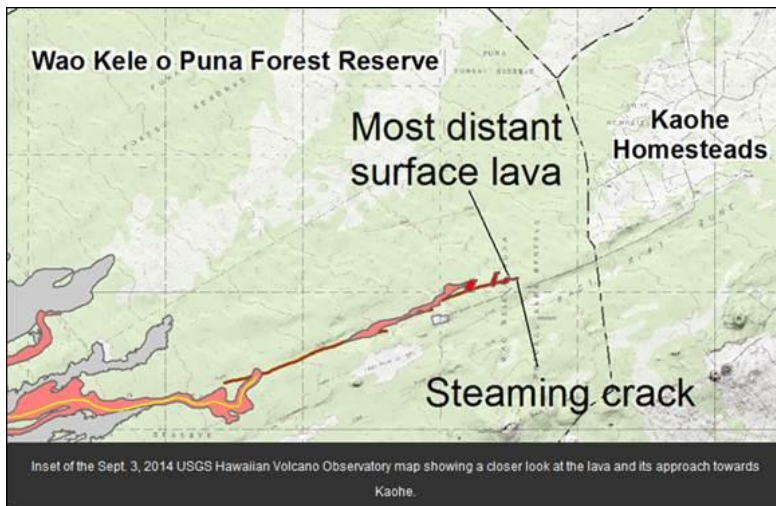 Wao Kele o Puna Forest Reserve
Most distant
surface lava
Kaohe
Homesteads
Steaming crack
RESERVE
Inset of the Sept. 3, 2014 USGS Hawaiian Volcano Observatory map showing a closer look at the lava and its approach towards
Kaohe.